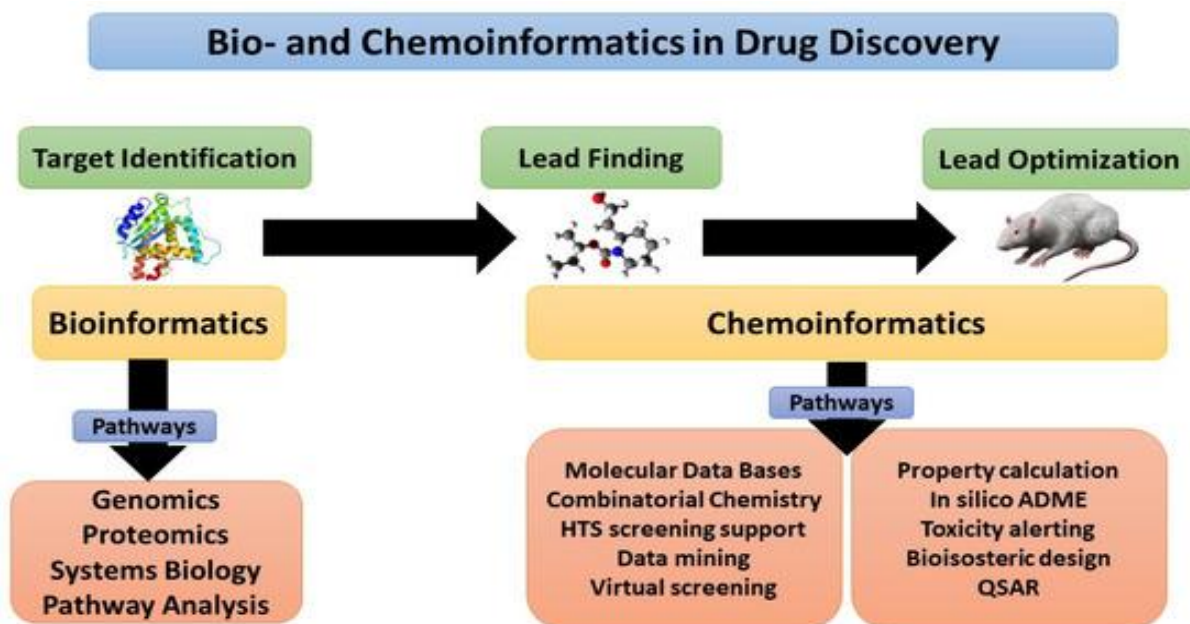 Bio- and Chemoinformatics in Drug Discovery
Target Identification
Lead Finding
Lead Optimization
Bioinformatics
Chemoinformatics
Pathways
Pathways
Genomics
Proteomics
Systems Biology
Pathway Analysis
Molecular Data Bases
Combinatorial Chemistry
HTS screening support
Data mining
Virtual screening
Property calculation
In silico ADME
Toxicity alerting
Bioisosteric design
QSAR